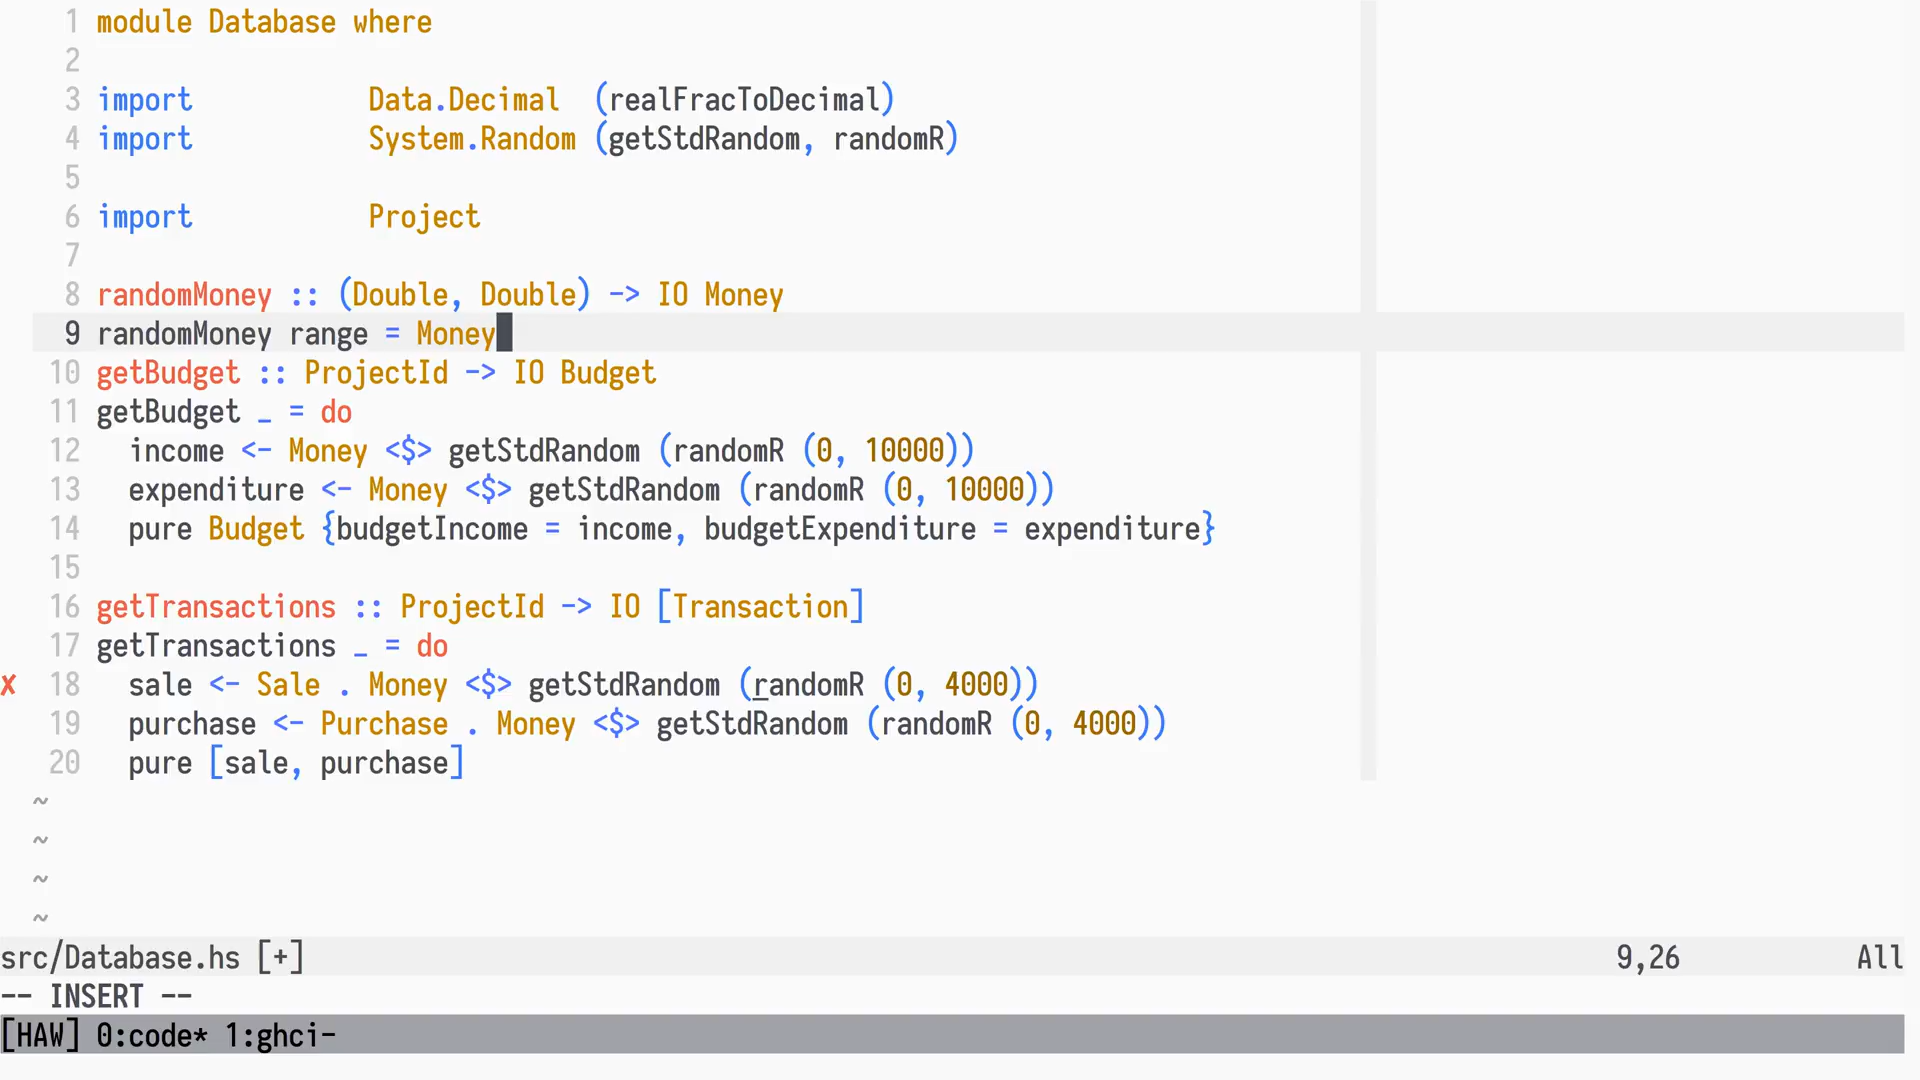 1 module Database where
2
3 import           Data.Decimal  (realFracToDecimal)
4 import           System.Random (getStdRandom, randomR)
5
6 import           Project
7
8 randomMoney :: (Double, Double) -> IO Money
9 randomMoney range = Money
10 getBudget :: ProjectId -> IO Budget
11 getBudget _ = do
12   income <- Money <$> getStdRandom (randomR (0, 10000))
13   expenditure <- Money <$> getStdRandom (randomR (0, 10000))
14   pure Budget {budgetIncome = income, budgetExpenditure = expenditure}
15
16 getTransactions :: ProjectId -> IO [Transaction]
17 getTransactions _ = do
✗ 18   sale <- Sale . Money <$> getStdRandom (randomR (0, 4000))
19   purchase <- Purchase . Money <$> getStdRandom (randomR (0, 4000))
20   pure [sale, purchase]
~
~
~
~
src/Database.hs [+] 9,26 All
-- INSERT --
[HAW] 0:code* 1:ghci-